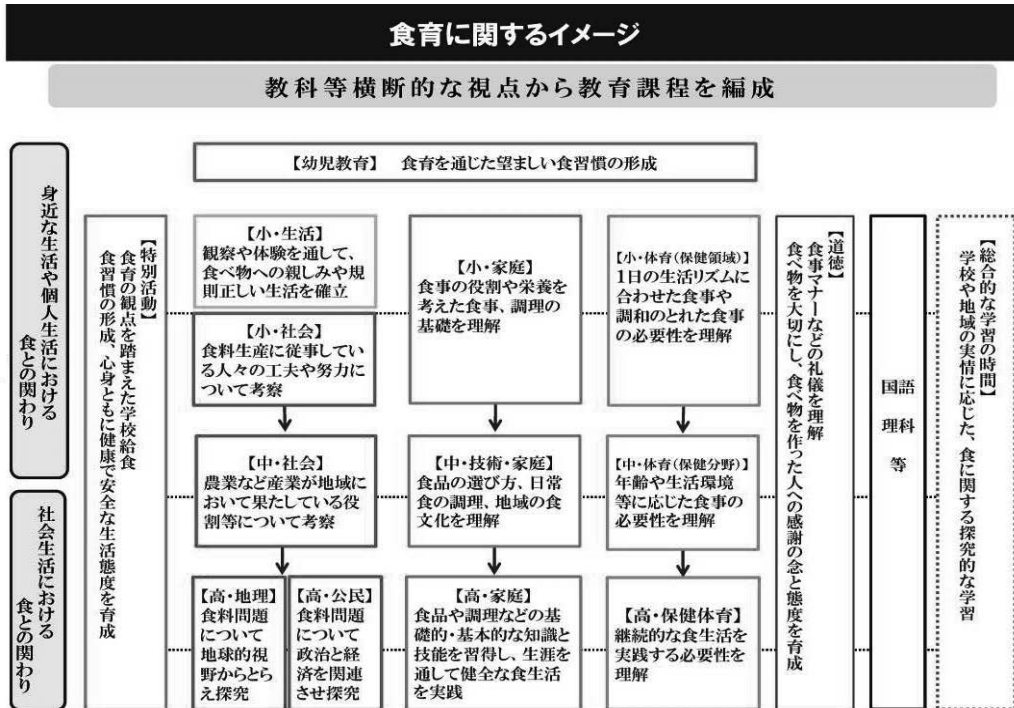 食育に関するイメージ
教科等横断的な視点から教育課程を編成
身近な生活や個人生活における
食との関わり
社会生活における
食との関わり
【幼児教育】 食育を通じた望ましい食習慣の形成
【特別活動】
食育の観点を踏まえた学校給食
食習慣の形成、心身ともに健康で安全な生活態度を育成
【小・生活】
観察や体験を通して、
食べ物への親しみや規
則正しい生活を確立
【小・社会】
食料生産に従事してい
る人々の工夫や努力に
ついて考察
【中・社会】
農業など産業が地域に
おいて果たしている役
割等について考察
【高・地理】
食料問題
について
地球的視
野からとら
え探究
【高・公民】
食料問題
について
政治と経
済を関連
させ探究
【小・家庭】
食事の役割や栄養を
考えた食事、調理の
基礎を理解
【中・技術・家庭】
食品の選び方、日常
食の調理、地域の食
文化を理解
【高・家庭】
食品や調理などの基
礎的・基本的な知識と
技能を習得し、生涯を
通して健全な食生活
を実践
【小・体育(保健領域)】
1日の生活リズムに
合わせた食事や
調和のとれた食事
の必要性を理解
【中・体育(保健分野)】
年齢や生活環境
等に応じた食事の
必要性を理解
【高・保健体育】
継続的な食生活を
実践する必要性を
理解
【道徳】
食事マナーなどの礼儀を理解
食べ物を大切にし、食べ物を作った人への感謝の念と態度を育成
国語
理科
等
【総合的な学習の時間】
学校や地域の実情に応じた、食に関する探究的な学習